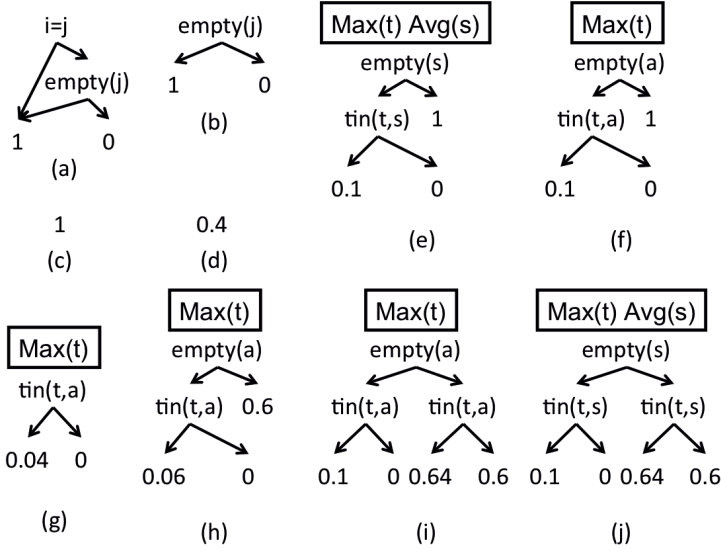 i=j
empty(j)
1 0
(a)
empty(j)
1 0
(b)
1
(c)
0.4
(d)
Max(t) Avg(s)
empty(s)
tin(t,s) 1
0.1 0
(e)
Max(t)
empty(a)
tin(t,a) 1
0.1 0
(f)
Max(t)
tin(t,a)
0.04 0
(g)
Max(t)
empty(a)
tin(t,a) 0.6
0.06 0
(h)
Max(t)
empty(a)
tin(t,a) tin(t,a)
0.1 0 0.64 0.6
(i)
Max(t) Avg(s)
empty(s)
tin(t,s) tin(t,s)
0.1 0 0.64 0.6
(j)